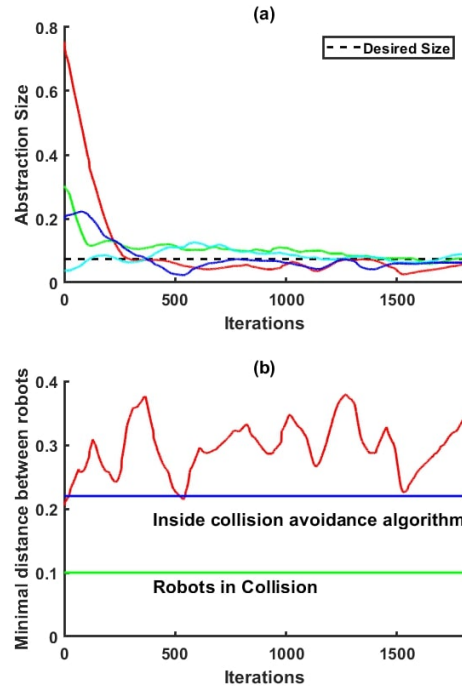 (a)
0.8
0.6
0.4
0.2
0
Abstraction Size
Desired Size
0
500
1000
1500
Iterations
(b)
0.4
0.3
0.2
0.1
0
Minimal distance between robots
Inside collision avoidance algorithm
Robots in Collision
0
500
1000
1500
Iterations